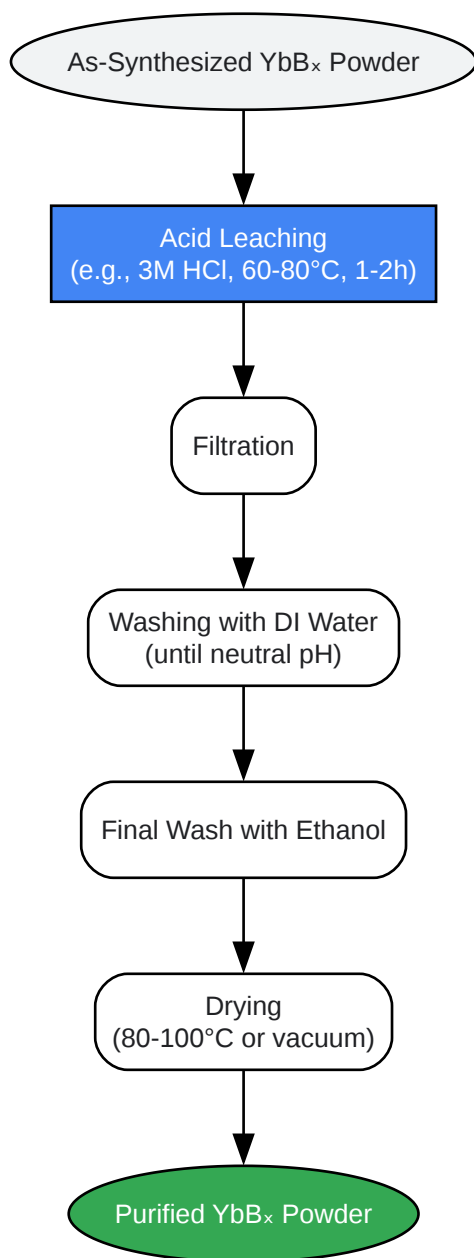 As-Synthesized YbBₓ Powder
Acid Leaching
(e.g., 3M HCl, 60-80°C, 1-2h)
Filtration
Washing with DI Water
(until neutral pH)
Final Wash with Ethanol
Drying
(80-100°C or vacuum)
Purified YbBₓ Powder